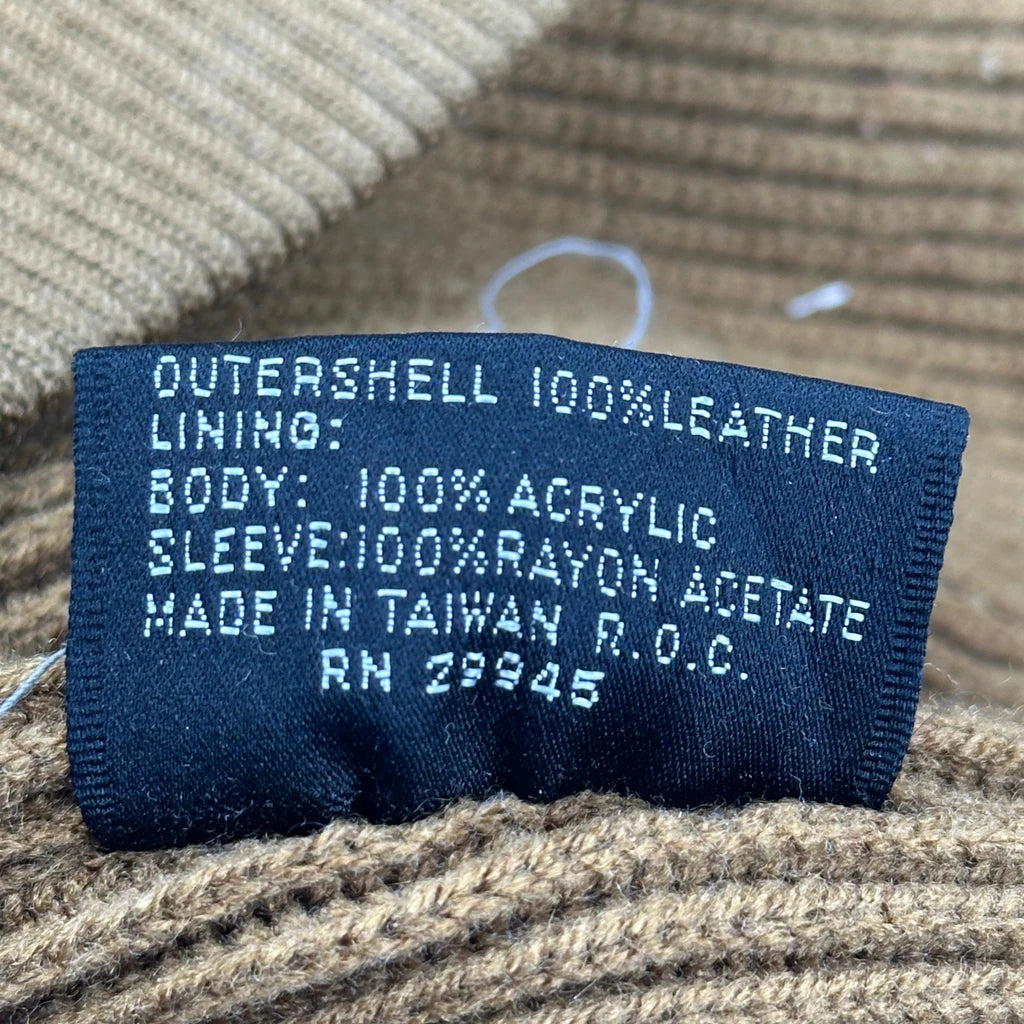 OUTERSHELL 100%LEATHER
LINING:
BODY: 100% ACRYLIC
SLEEVE:100%RAYON ACETATE
MADE IN TAIWAN R.O.C.
RN 29945